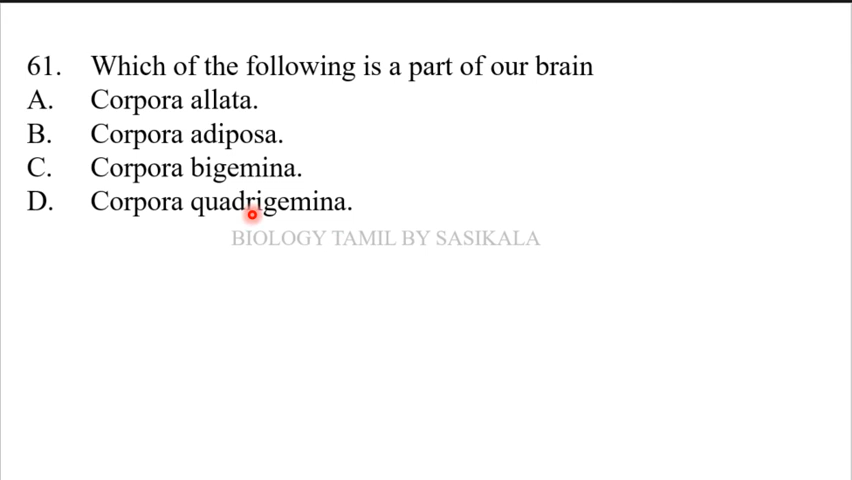 61. Which of the following is a part of our brain
A. Corpora allata.
B. Corpora adiposa.
C. Corpora bigemina.
D. Corpora quadrigemina.
BIOLOGY TAMIL BY SASIKALA